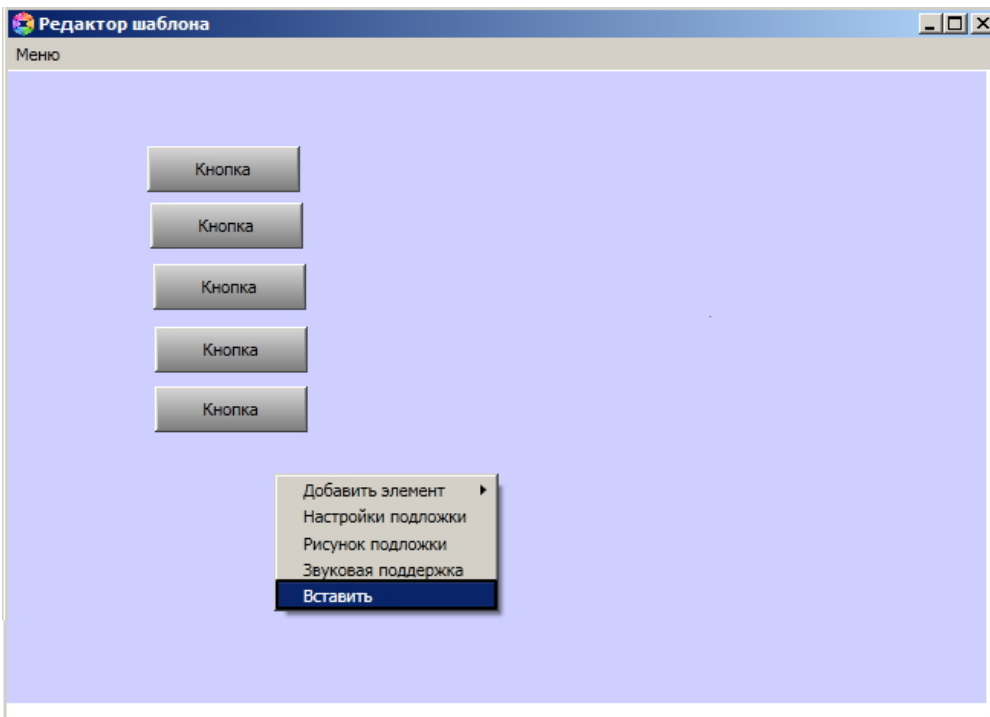 Редактор шаблона
Меню
Кнопка
Кнопка
Кнопка
Кнопка
Кнопка
Добавить элемент
Настройки подложки
Рисунок подложки
Звуковая поддержка
Вставить